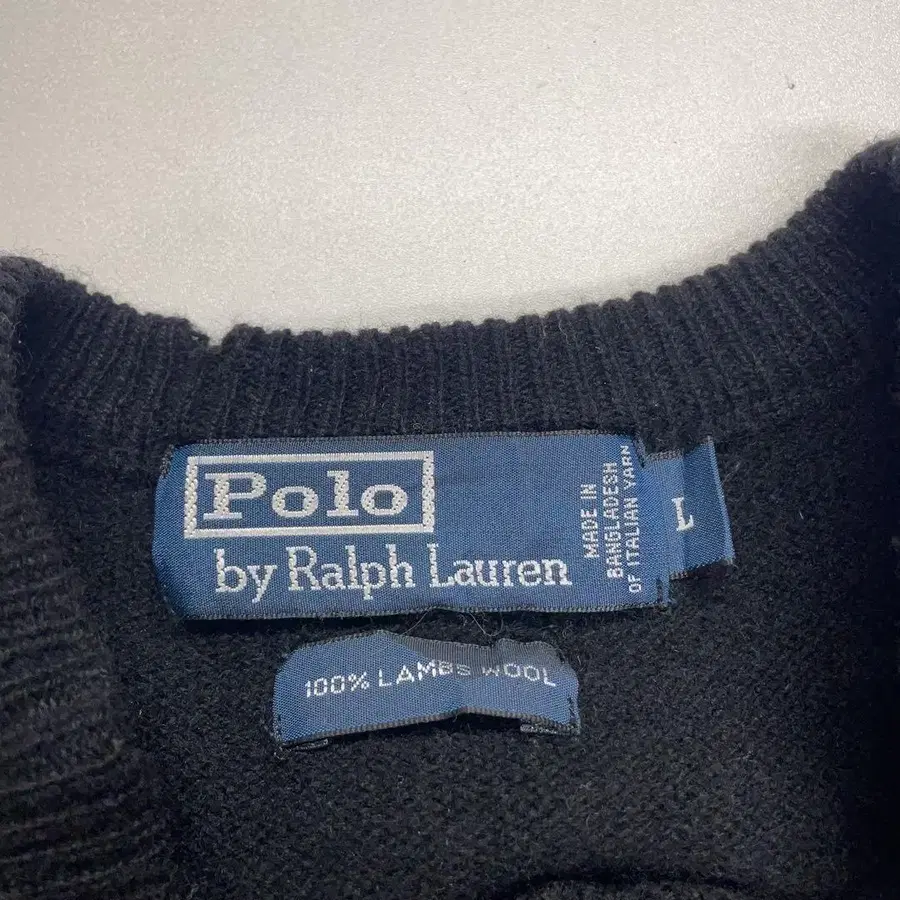 Polo
by Ralph Lauren
MADE IN
BANGLADESH
OF ITALIAN YARN
L
100% LAMBS WOOL